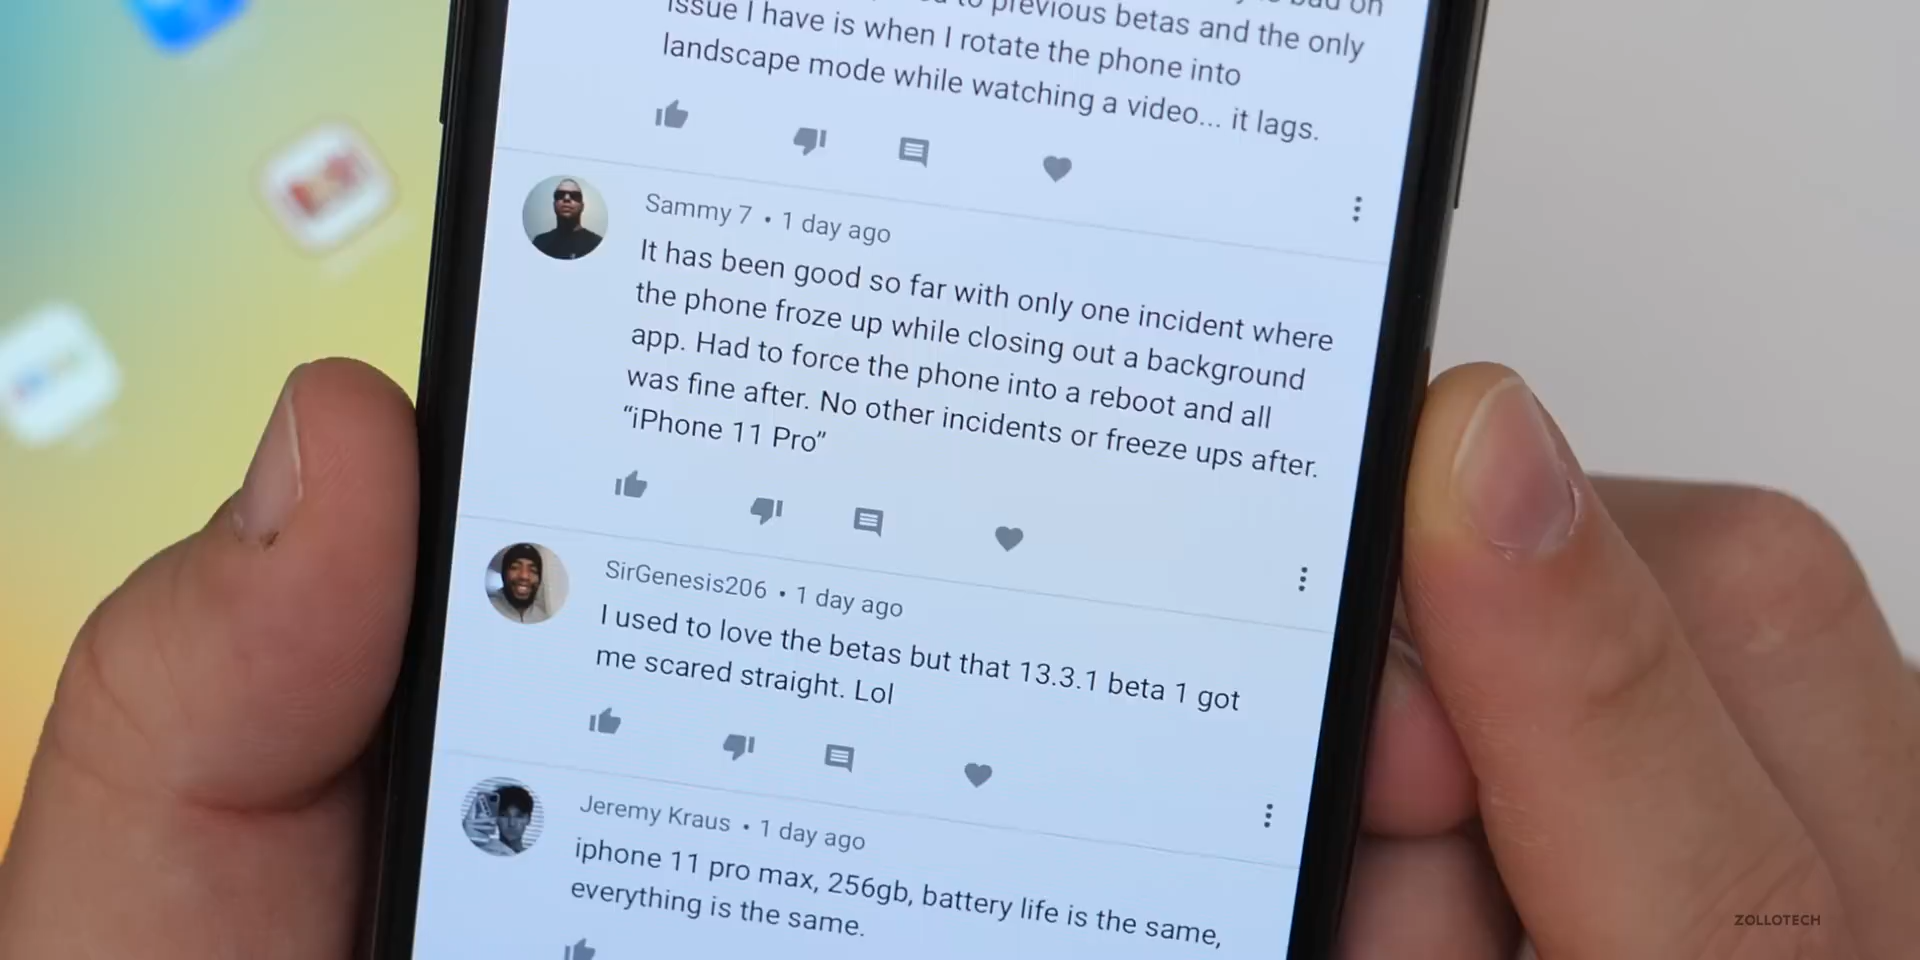 previous betas and the only
issue I have is when I rotate the phone into
landscape mode while watching a video... it lags.
Sammy 7 • 1 day ago
It has been good so far with only one incident where
the phone froze up while closing out a background
app. Had to force the phone into a reboot and all
was fine after. No other incidents or freeze ups after.
“iPhone 11 Pro”
SirGenesis206 • 1 day ago
I used to love the betas but that 13.3.1 beta 1 got
me scared straight. Lol
Jeremy Kraus • 1 day ago
iphone 11 pro max, 256gb, battery life is the same,
everything is the same.
ZOLLOTECH